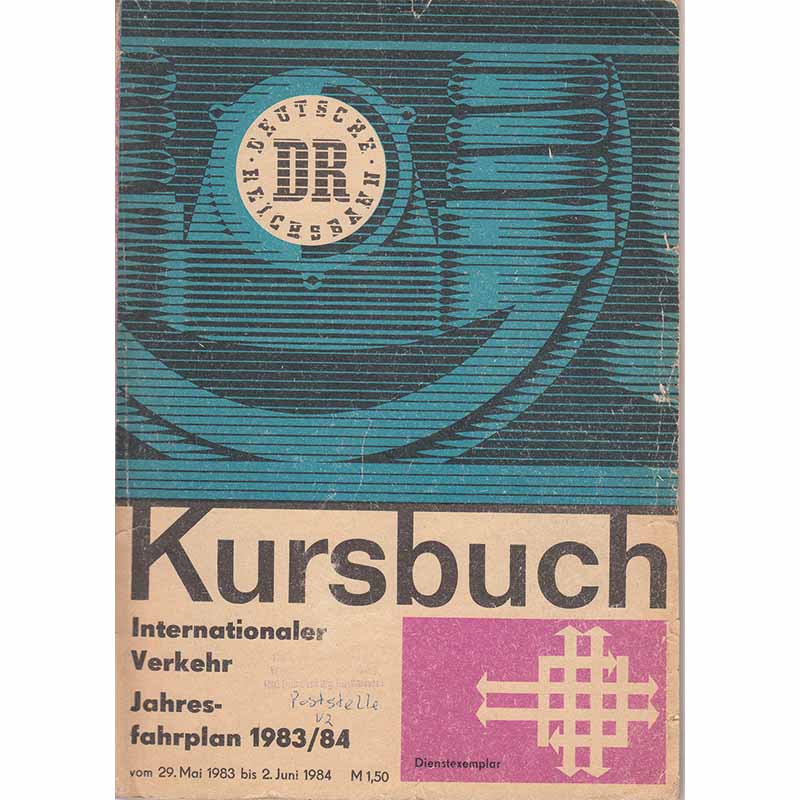 DEUTSCHE
DR
REICHSBAHN
Kursbuch
Internationaler
Verkehr
Jahres-
fahrplan 1983/84
vom 29. Mai 1983 bis 2. Juni 1984 M 1,50
Poststelle
V2
Dienstexemplar